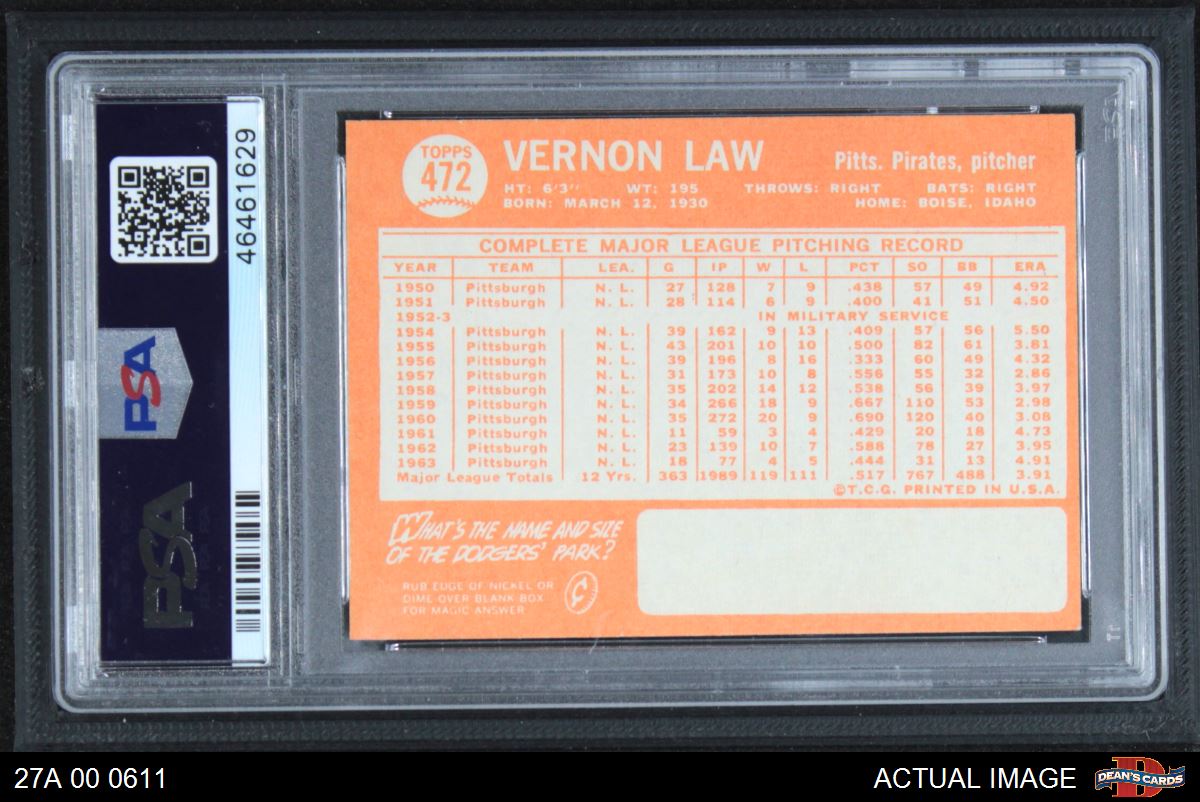 46461629
PSA
PSA
TOPPS
472
VERNON LAW
Pitts. Pirates, pitcher
HT: 6'3'' WT: 195 THROWS: RIGHT BATS: RIGHT
BORN: MARCH 12, 1930 HOME: BOISE, IDAHO
COMPLETE MAJOR LEAGUE PITCHING RECORD
YEAR TEAM LEA. G IP W L PCT SO BB ERA
1950 Pittsburgh N. L. 27 128 7 9 .438 57 49 4.92
1951 Pittsburgh N. L. 28 114 6 9 .400 41 51 4.50
1952-3 IN MILITARY SERVICE
1954 Pittsburgh N. L. 39 162 9 13 .409 57 56 5.50
1955 Pittsburgh N. L. 43 201 10 10 .500 82 61 3.81
1956 Pittsburgh N. L. 39 196 8 16 .333 60 49 4.32
1957 Pittsburgh N. L. 31 173 10 8 .556 55 32 2.86
1958 Pittsburgh N. L. 35 202 14 12 .538 56 39 3.97
1959 Pittsburgh N. L. 34 266 18 9 .667 110 53 2.98
1960 Pittsburgh N. L. 35 272 20 9 .690 120 40 3.08
1961 Pittsburgh N. L. 11 59 3 4 .429 20 18 4.73
1962 Pittsburgh N. L. 23 139 10 7 .588 78 27 3.95
1963 Pittsburgh N. L. 18 77 4 5 .444 31 13 4.91
Major League Totals 12 Yrs. 363 1989 119 111 .517 767 488 3.91
©T.C.G. PRINTED IN U.S.A.
WHAT'S THE NAME AND SIZE
OF THE DODGERS' PARK?
RUB EDGE OF NICKEL OR
DIME OVER BLANK BOX
FOR MAGIC ANSWER
27A 00 0611
ACTUAL IMAGE
DEAN'S CARDS